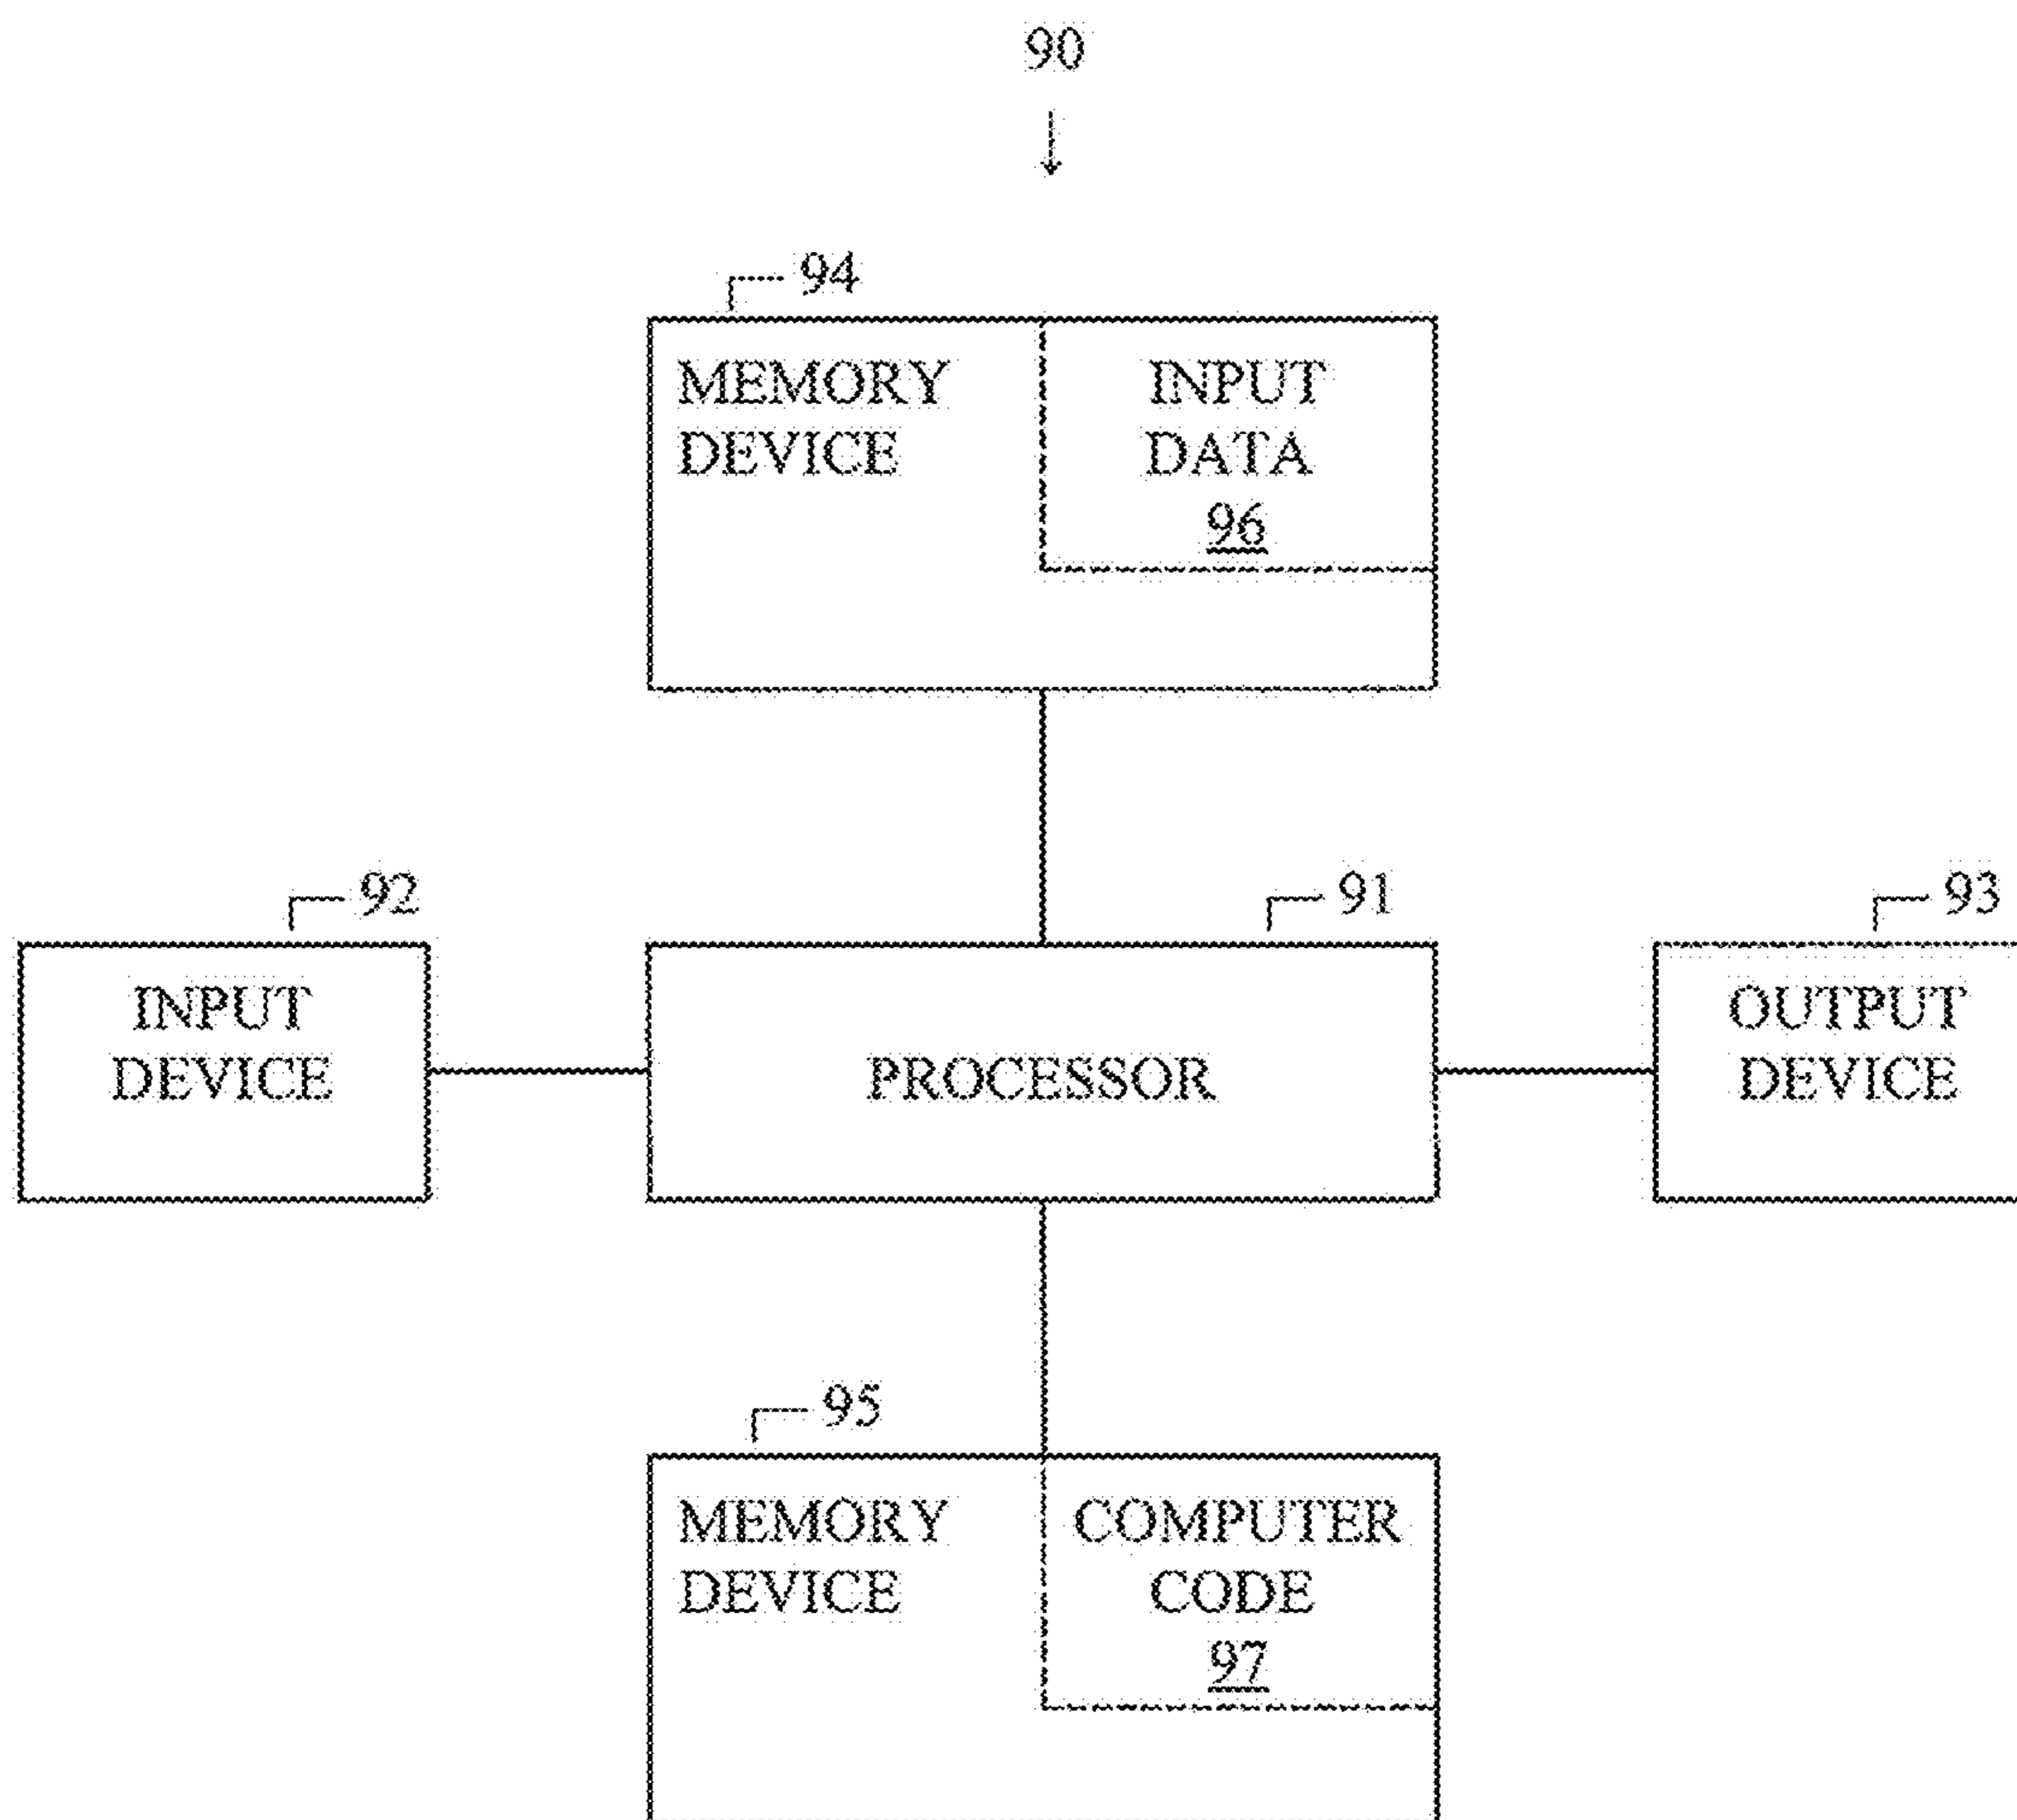 90
94
MEMORY
DEVICE
INPUT
DATA
96
92
91
93
INPUT
DEVICE
PROCESSOR
OUTPUT
DEVICE
95
MEMORY
DEVICE
COMPUTER
CODE
97